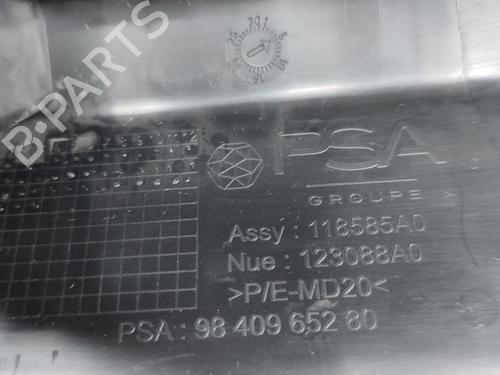 B-PARTS
PSA
GROUPE
Assy : 118585A0
Nue : 123088A0
>P/E-MD20<
PSA : 98 409 652 80